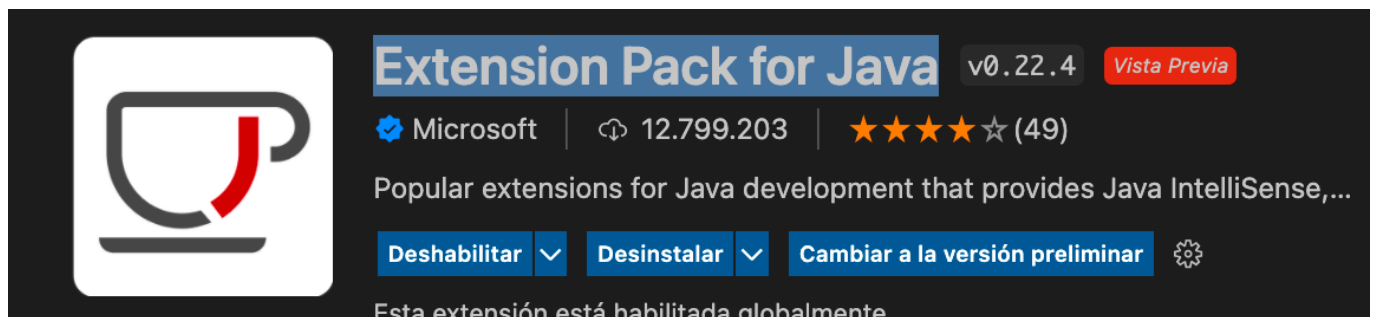 Extension Pack for Java v0.22.4 Vista Previa
Microsoft 12.799.203 (49)
Popular extensions for Java development that provides Java IntelliSense,...
Deshabilitar Desinstalar Cambiar a la versión preliminar
Esta extensión está habilitada globalmente